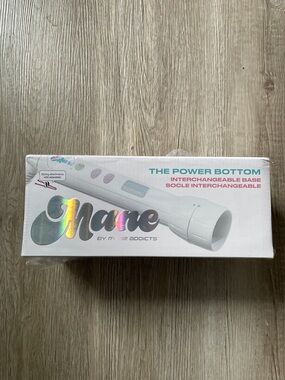 THE POWER BOTTOM
INTERCHANGEABLE BASE
SOCLE INTERCHANGEABLE
Mane
BY MANE ADDICTS